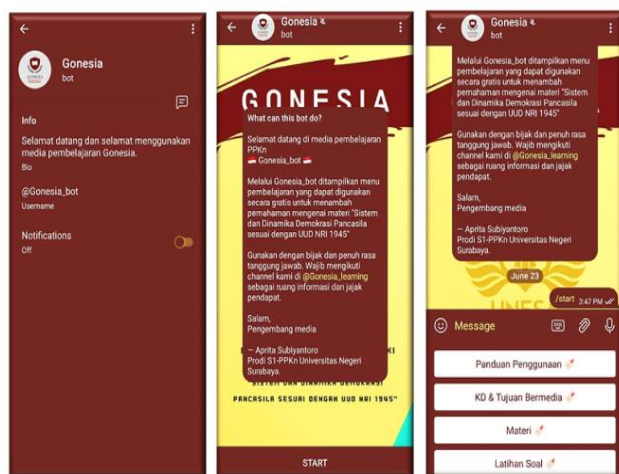 Gonesia
bot
Info
Selamat datang dan selamat menggunakan
media pembelajaran Gonesia.
Bio
@Gonesia_bot
Username
Notifications
Off
Gonesia
bot
GONESIA
What can this bot do?
Selamat datang di media pembelajaran
PPKn
Gonesia_bot
Melalui Gonesia_bot ditampilkan menu
pembelajaran yang dapat digunakan
secara gratis untuk menambah
pemahaman mengenai materi "Sistem
dan Dinamika Demokrasi Pancasila
sesuai dengan UUD NRI 1945"
Gunakan dengan bijak dan penuh rasa
tanggung jawab. Wajib mengikuti
channel kami di @Gonesia_learning
sebagai ruang informasi dan jajak
pendapat.
Salam,
Pengembang media
— Aprita Subiyantoro
Prodi S1-PPKn Universitas Negeri
Surabaya.
"SISTEM DAN DINAMIKA DEMOKRASI
PANCASILA SESUAI DENGAN UUD NRI 1945"
START
Gonesia
bot
Melalui Gonesia_bot ditampilkan menu
pembelajaran yang dapat digunakan
secara gratis untuk menambah
pemahaman mengenai materi "Sistem
dan Dinamika Demokrasi Pancasila
sesuai dengan UUD NRI 1945"
Gunakan dengan bijak dan penuh rasa
tanggung jawab. Wajib mengikuti
channel kami di @Gonesia_learning
sebagai ruang informasi dan jajak
pendapat.
Salam,
Pengembang media
— Aprita Subiyantoro
Prodi S1-PPKn Universitas Negeri
Surabaya.
June 23
UNESA
/start 3:47 PM
Message
Panduan Penggunaan
KD & Tujuan Bermedia
Materi
Latihan Soal